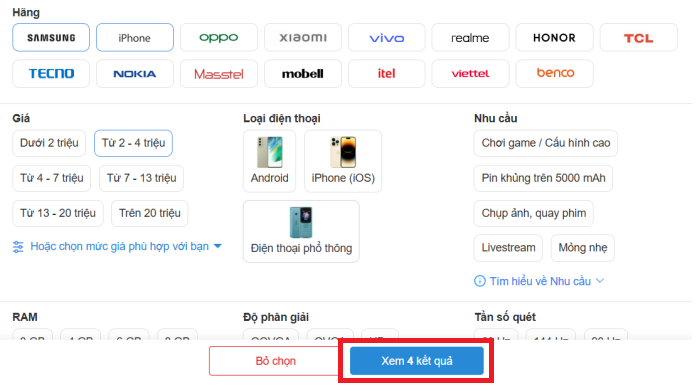 Hãng
SAMSUNG iPhone oppo xiaomi vivo realme HONOR TCL
TECNO NOKIA Masstel mobell itel viettel benco
Giá
Dưới 2 triệu Từ 2 - 4 triệu
Từ 4 - 7 triệu Từ 7 - 13 triệu
Từ 13 - 20 triệu Trên 20 triệu
Hoặc chọn mức giá phù hợp với bạn
Loại điện thoại
Android iPhone (iOS)
Điện thoại phổ thông
Nhu cầu
Chơi game / Cấu hình cao
Pin khủng trên 5000 mAh
Chụp ảnh, quay phim
Livestream Mỏng nhẹ
Tìm hiểu về Nhu cầu
RAM Độ phân giải Tần số quét
Bỏ chọn Xem 4 kết quả